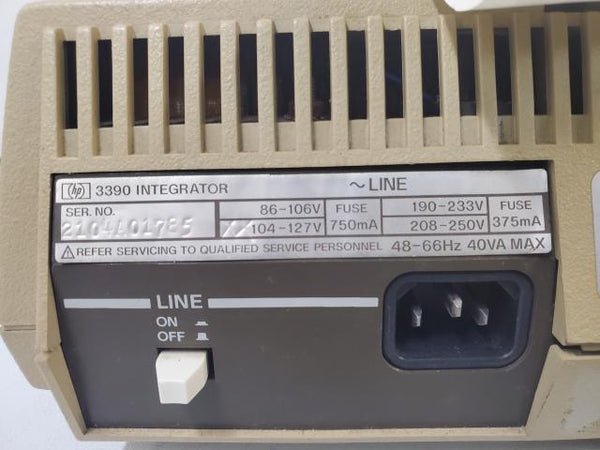 hp 3390 INTEGRATOR ~LINE
SER. NO. 86-106V FUSE 190-233V FUSE
2104A01785 104-127V 750mA 208-250V 375mA
REFER SERVICING TO QUALIFIED SERVICE PERSONNEL 48-66Hz 40VA MAX
LINE
ON
OFF